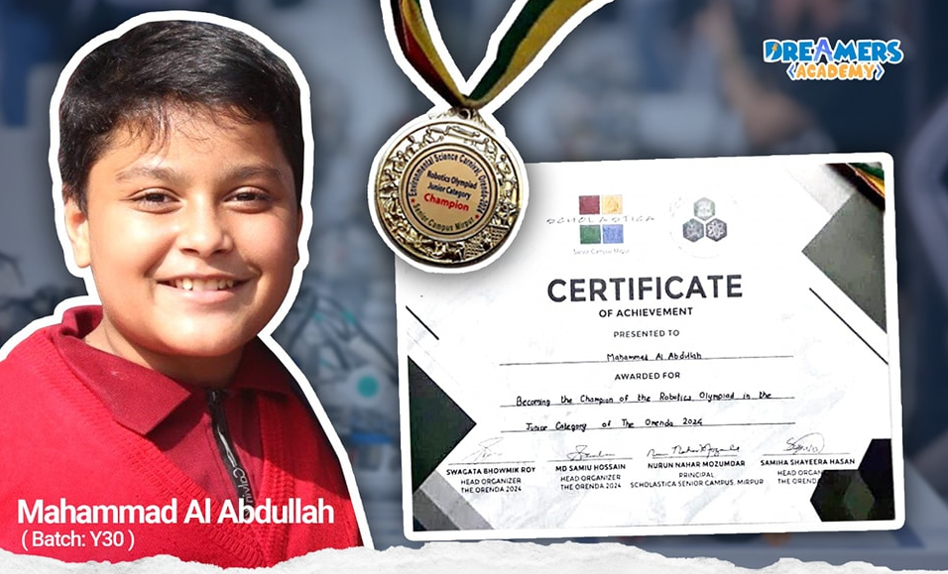 DREAMERS
ACADEMY
Environmental Science Carnival, Orenda-2024
Robotics Olympiad
Junior Category
Champion
Senior Campus Mirpur
SCHOLASTICA
Senior Campus Mirpur
CERTIFICATE
OF ACHIEVEMENT
PRESENTED TO
Mahammed Al Abdullah
AWARDED FOR
Becoming the Champion of the Robotics Olympiad in the
Junior Category of The Orenda 2024
SWAGATA BHOWMIK ROY
HEAD ORGANIZER
THE ORENDA 2024
MD SAMIU HOSSAIN
HEAD ORGANIZER
THE ORENDA 2024
NURUN NAHAR MOZUMDAR
PRINCIPAL
SCHOLASTICA SENIOR CAMPUS, MIRPUR
SAMIHA SHAYEERA HASAN
HEAD ORGAN
THE OREN
Mahammad Al Abdullah
( Batch: Y30 )